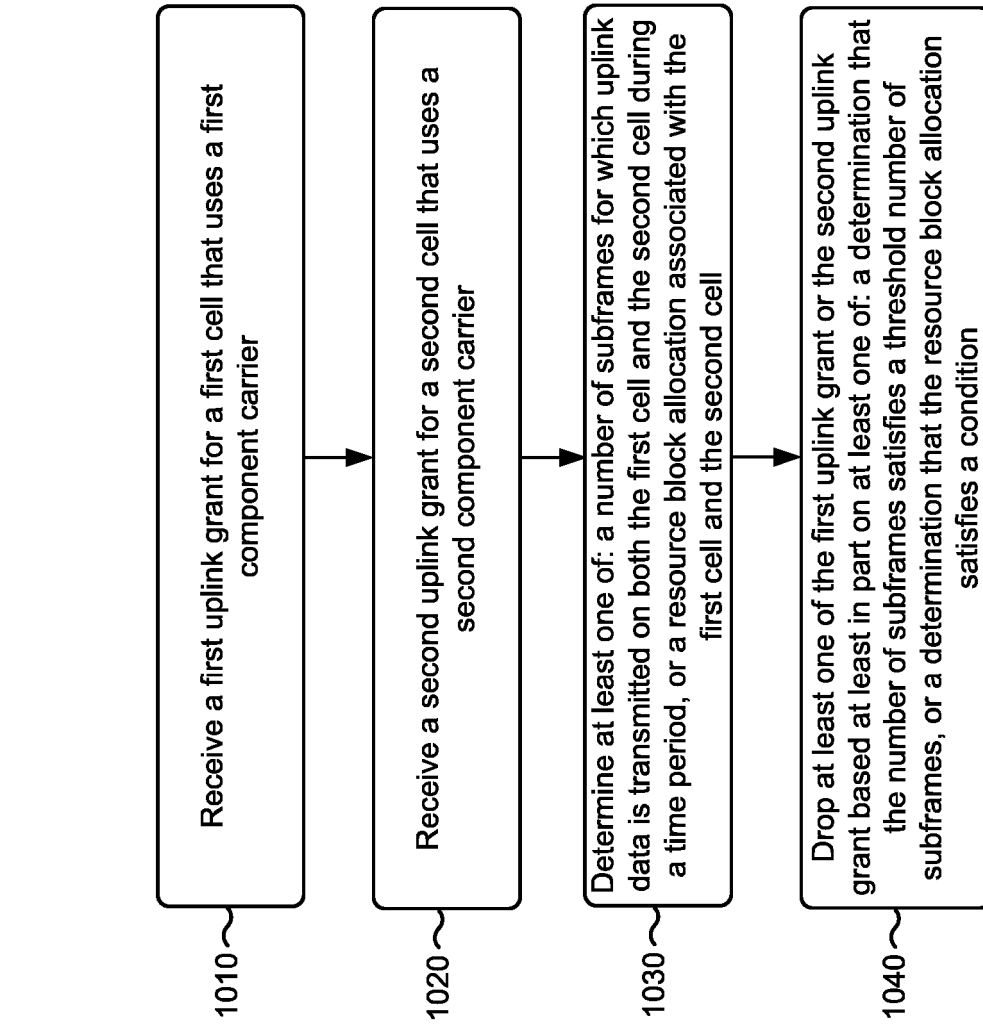 1010
Receive a first uplink grant for a first cell that uses a first
component carrier
1020
Receive a second uplink grant for a second cell that uses a
second component carrier
1030
Determine at least one of: a number of subframes for which uplink
data is transmitted on both the first cell and the second cell during
a time period, or a resource block allocation associated with the
first cell and the second cell
1040
Drop at least one of the first uplink grant or the second uplink
grant based at least in part on at least one of: a determination that
the number of subframes satisfies a threshold number of
subframes, or a determination that the resource block allocation
satisfies a condition